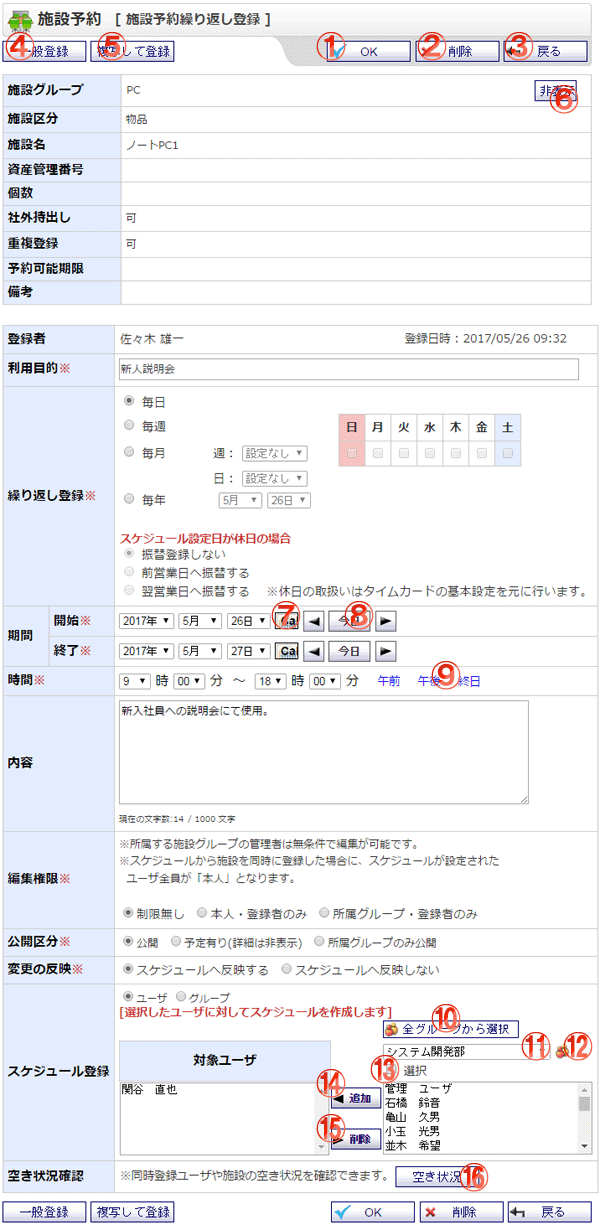 施設予約 [ 施設予約繰り返し登録 ]
④ 一般登録 ⑤ 複写して登録 ① OK ② 削除 ③ 戻る
施設グループ PC 非表示 ⑥
施設区分 物品
施設名 ノートPC1
資産管理番号
個数
社外持出し 可
重複登録 可
予約可能期限
備考
登録者 佐々木 雄一 登録日時：2017/05/26 09:32
利用目的※ 新人説明会
繰り返し登録※
毎日
毎週 日 月 火 水 木 金 土
毎月 週： 設定なし
日： 設定なし
毎年 5月 26日
スケジュール設定日が休日の場合
振替登録しない
前営業日へ振替する
翌営業日へ振替する ※休日の取扱いはタイムカードの基本設定を元に行います。
期間
開始※ 2017年 5月 26日 ⑦ Cal ◀ 今日 ⑧ ▶
終了※ 2017年 5月 27日 Cal ◀ 今日 ▶
時間※ 9 時 00 分 ～ 18 時 00 分 午前 午後 ⑨ 終日
内容
新入社員への説明会にて使用。
現在の文字数:14 / 1000 文字
編集権限※
※所属する施設グループの管理者は無条件で編集が可能です。
※スケジュールから施設を同時に登録した場合に、スケジュールが設定された
ユーザ全員が「本人」となります。
制限無し 本人・登録者のみ 所属グループ・登録者のみ
公開区分※ 公開 予定有り(詳細は非表示) 所属グループのみ公開
変更の反映※ スケジュールへ反映する スケジュールへ反映しない
スケジュール登録
ユーザ グループ
[選択したユーザに対してスケジュールを作成します]
⑩ 全グループから選択
対象ユーザ システム開発部 ⑪ ⑫
⑬ 選択
関谷 直也 ⑭ ◀ 追加
管理 ユーザ
石橋 鈴音
亀山 久男
⑮ ▶ 削除
小玉 光男
並木 希望
空き状況確認 ※同時登録ユーザや施設の空き状況を確認できます。 空き状況 ⑯
一般登録 複写して登録 OK 削除 戻る